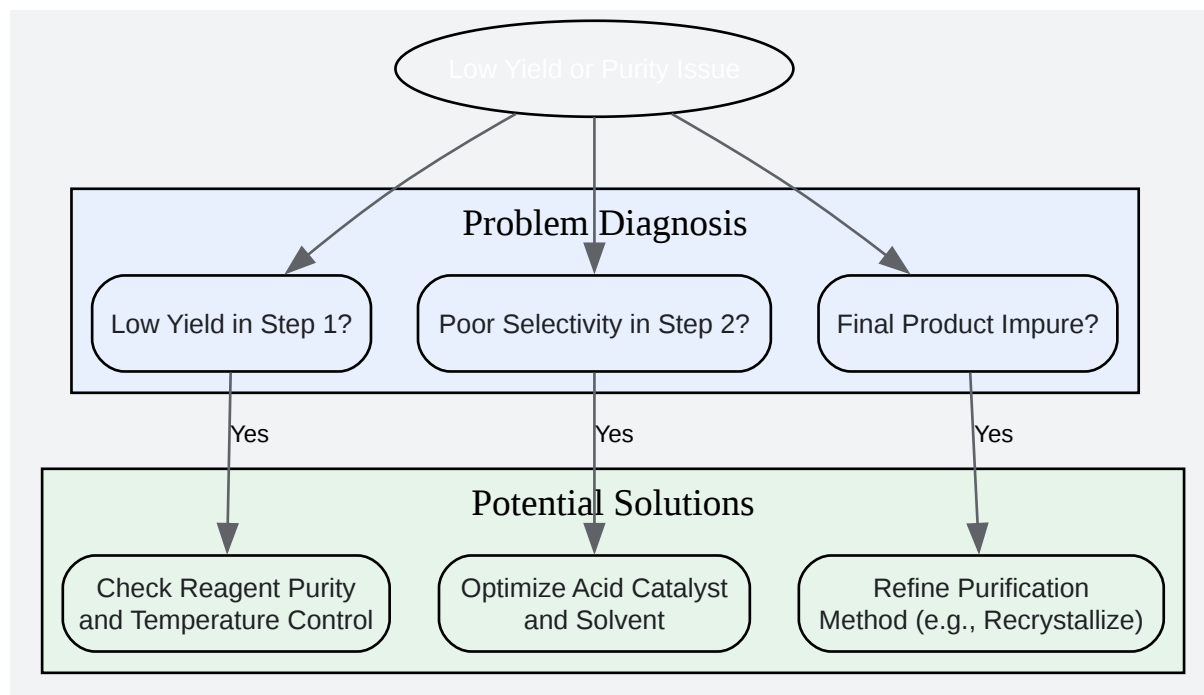 Low Yield or Purity Issue
Problem Diagnosis
Low Yield in Step 1?
Poor Selectivity in Step 2?
Final Product Impure?
Yes
Yes
Yes
Potential Solutions
Check Reagent Purity
and Temperature Control
Optimize Acid Catalyst
and Solvent
Refine Purification
Method (e.g., Recrystallize)